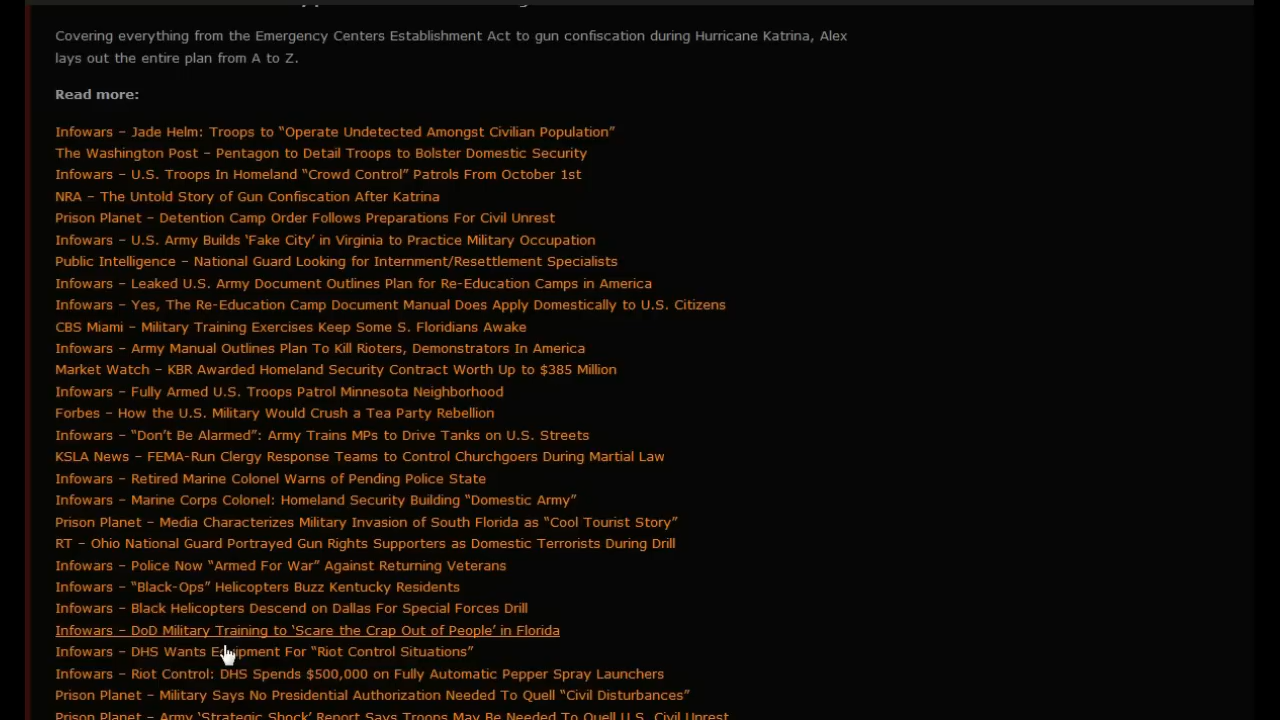 Covering everything from the Emergency Centers Establishment Act to gun confiscation during Hurricane Katrina, Alex
lays out the entire plan from A to Z.
Read more:
Infowars – Jade Helm: Troops to “Operate Undetected Amongst Civilian Population”
The Washington Post – Pentagon to Detail Troops to Bolster Domestic Security
Infowars – U.S. Troops In Homeland “Crowd Control” Patrols From October 1st
NRA – The Untold Story of Gun Confiscation After Katrina
Prison Planet – Detention Camp Order Follows Preparations For Civil Unrest
Infowars – U.S. Army Builds ‘Fake City’ in Virginia to Practice Military Occupation
Public Intelligence – National Guard Looking for Internment/Resettlement Specialists
Infowars – Leaked U.S. Army Document Outlines Plan for Re-Education Camps in America
Infowars – Yes, The Re-Education Camp Document Manual Does Apply Domestically to U.S. Citizens
CBS Miami – Military Training Exercises Keep Some S. Floridians Awake
Infowars – Army Manual Outlines Plan To Kill Rioters, Demonstrators In America
Market Watch – KBR Awarded Homeland Security Contract Worth Up to $385 Million
Infowars – Fully Armed U.S. Troops Patrol Minnesota Neighborhood
Forbes – How the U.S. Military Would Crush a Tea Party Rebellion
Infowars – “Don’t Be Alarmed”: Army Trains MPs to Drive Tanks on U.S. Streets
KSLA News – FEMA-Run Clergy Response Teams to Control Churchgoers During Martial Law
Infowars – Retired Marine Colonel Warns of Pending Police State
Infowars – Marine Corps Colonel: Homeland Security Building “Domestic Army”
Prison Planet – Media Characterizes Military Invasion of South Florida as “Cool Tourist Story”
RT – Ohio National Guard Portrayed Gun Rights Supporters as Domestic Terrorists During Drill
Infowars – Police Now “Armed For War” Against Returning Veterans
Infowars – “Black-Ops” Helicopters Buzz Kentucky Residents
Infowars – Black Helicopters Descend on Dallas For Special Forces Drill
Infowars – DoD Military Training to ‘Scare the Crap Out of People’ in Florida
Infowars – DHS Wants Equipment For “Riot Control Situations”
Infowars – Riot Control: DHS Spends $500,000 on Fully Automatic Pepper Spray Launchers
Prison Planet – Military Says No Presidential Authorization Needed To Quell “Civil Disturbances”
Prison Planet – Army ‘Strategic Shock’ Report Says Troops May Be Needed To Quell U.S. Civil Unrest